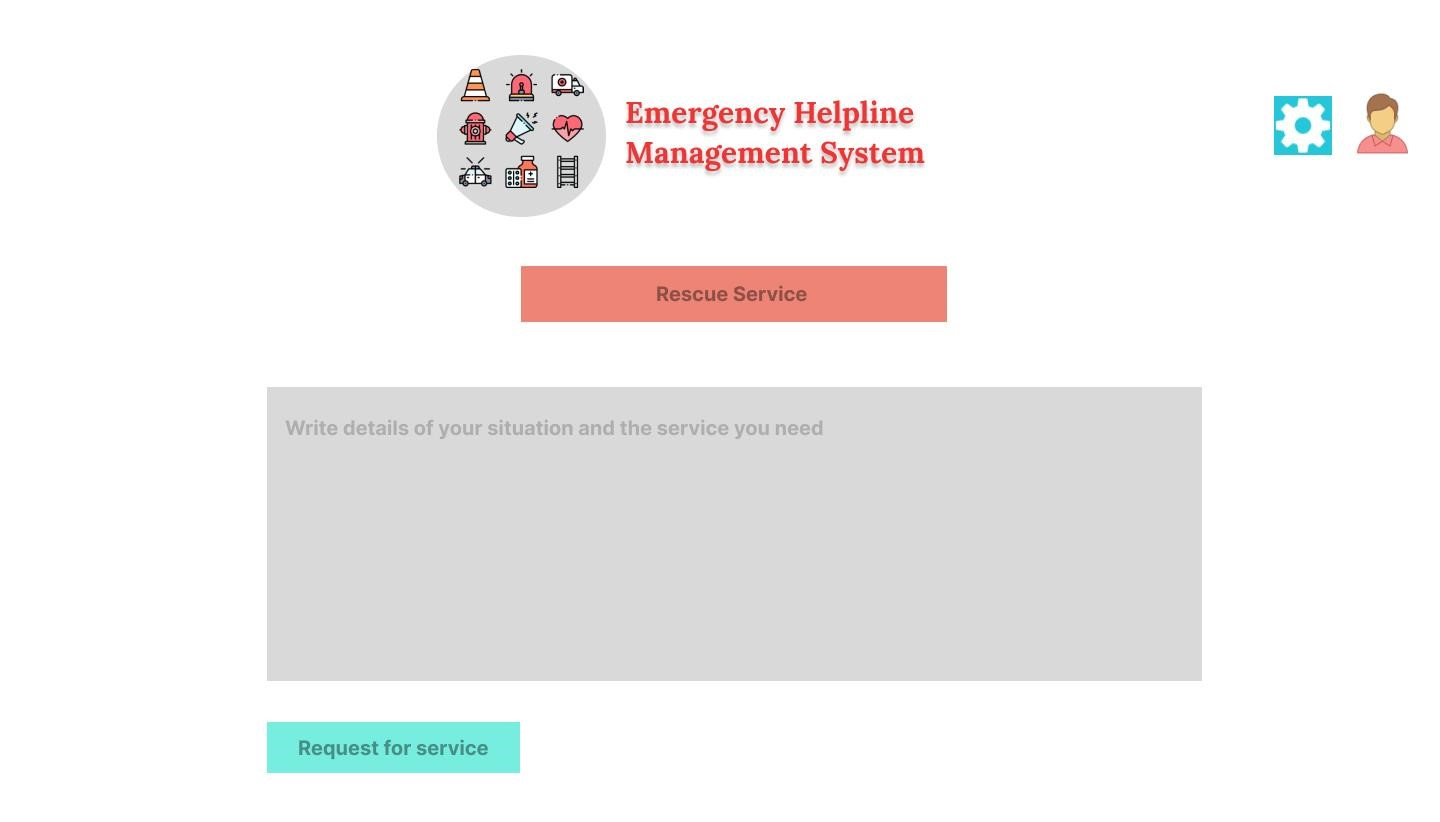 Emergency Helpline
Management System
Rescue Service
Write details of your situation and the service you need
Request for service